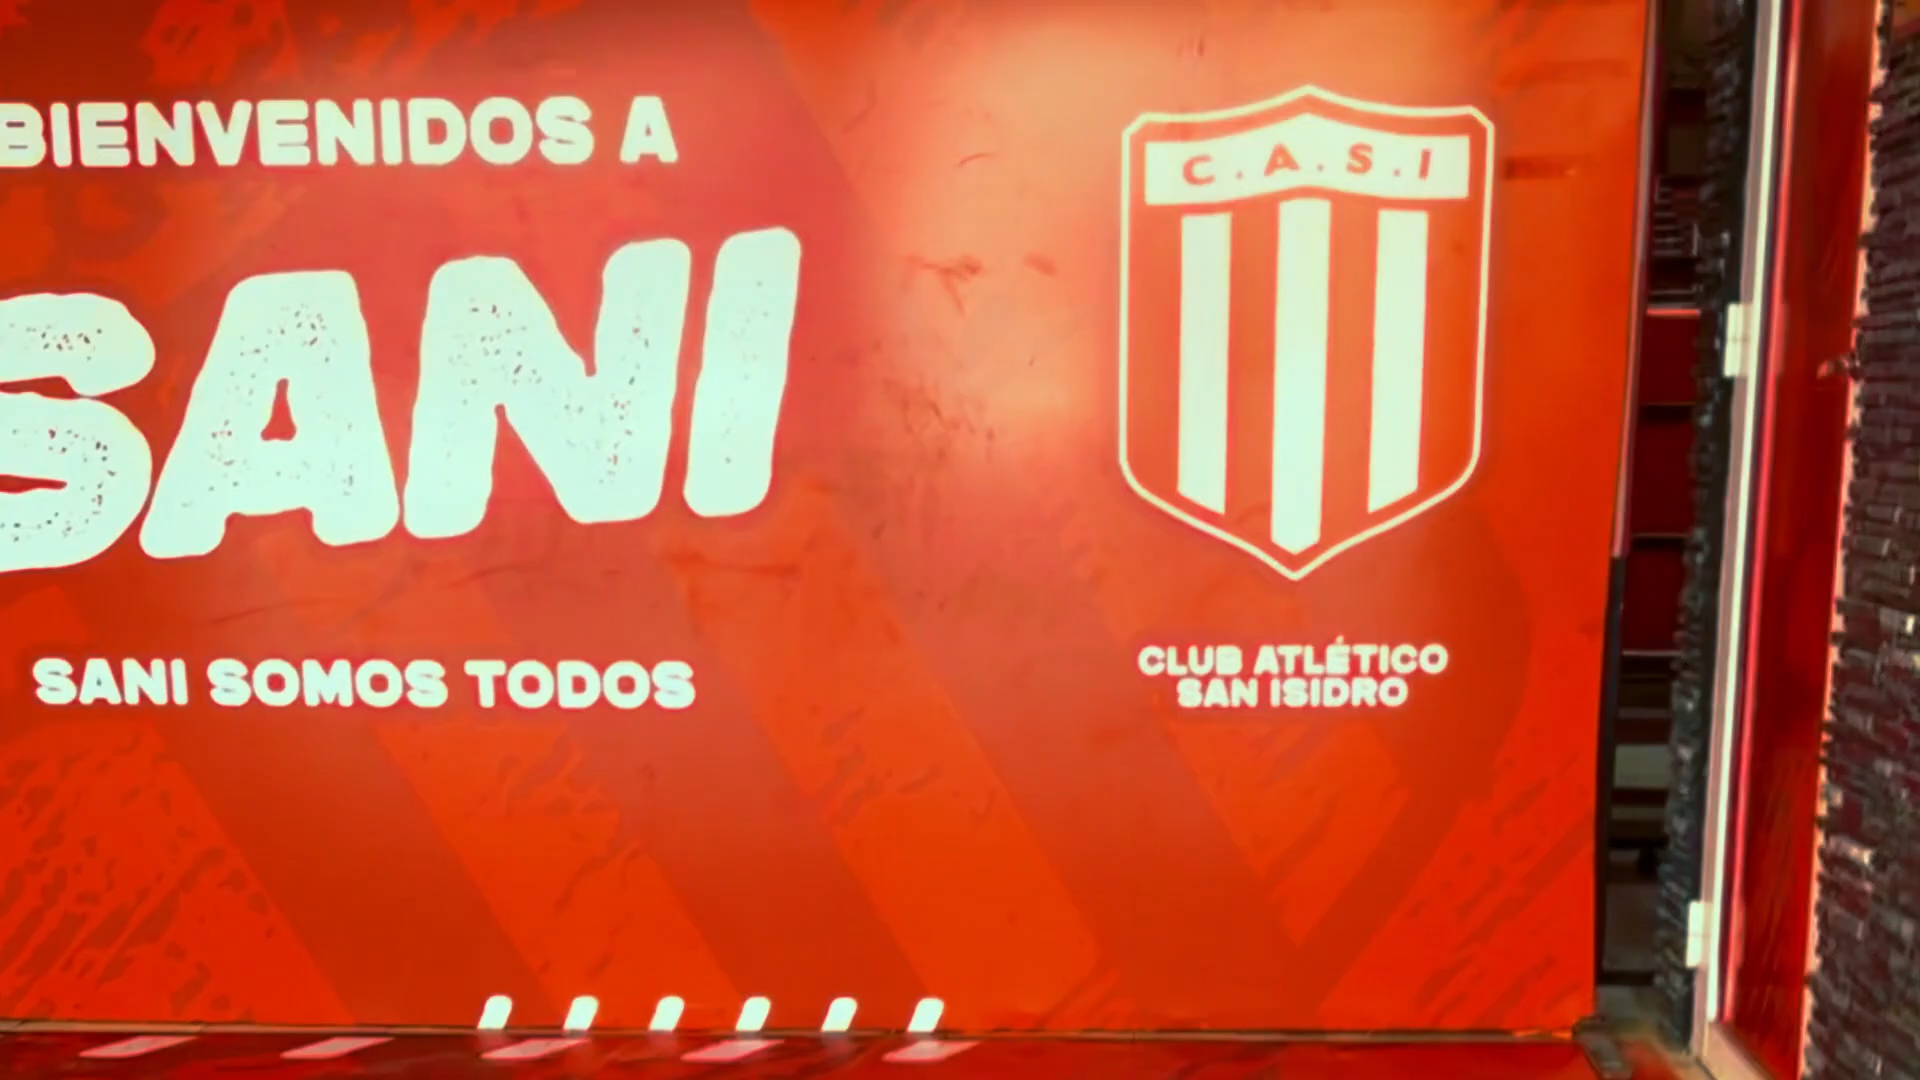 BIENVENIDOS A
SANI
SANI SOMOS TODOS
C.A.S.I
CLUB ATLÉTICO
SAN ISIDRO